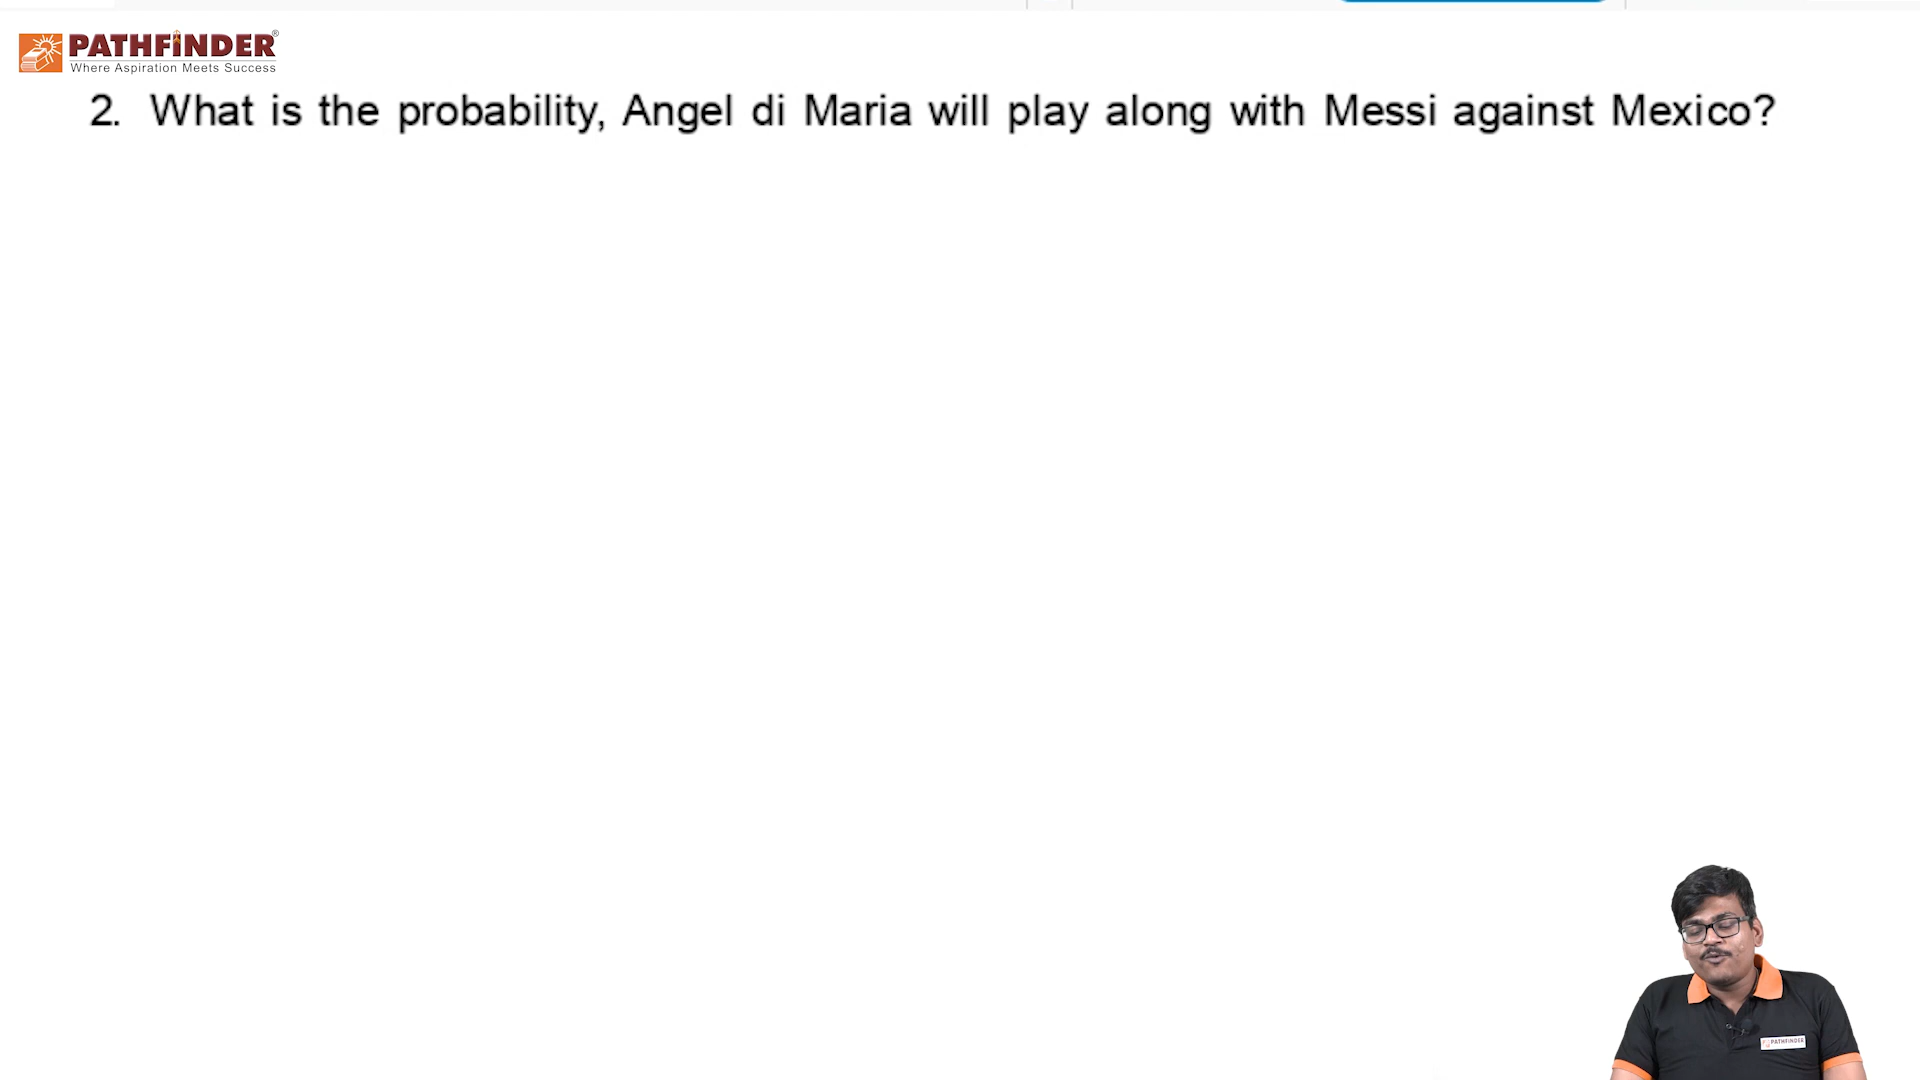 PATHFINDER®
Where Aspiration Meets Success
2. What is the probability, Angel di Maria will play along with Messi against Mexico?
PATHFINDER